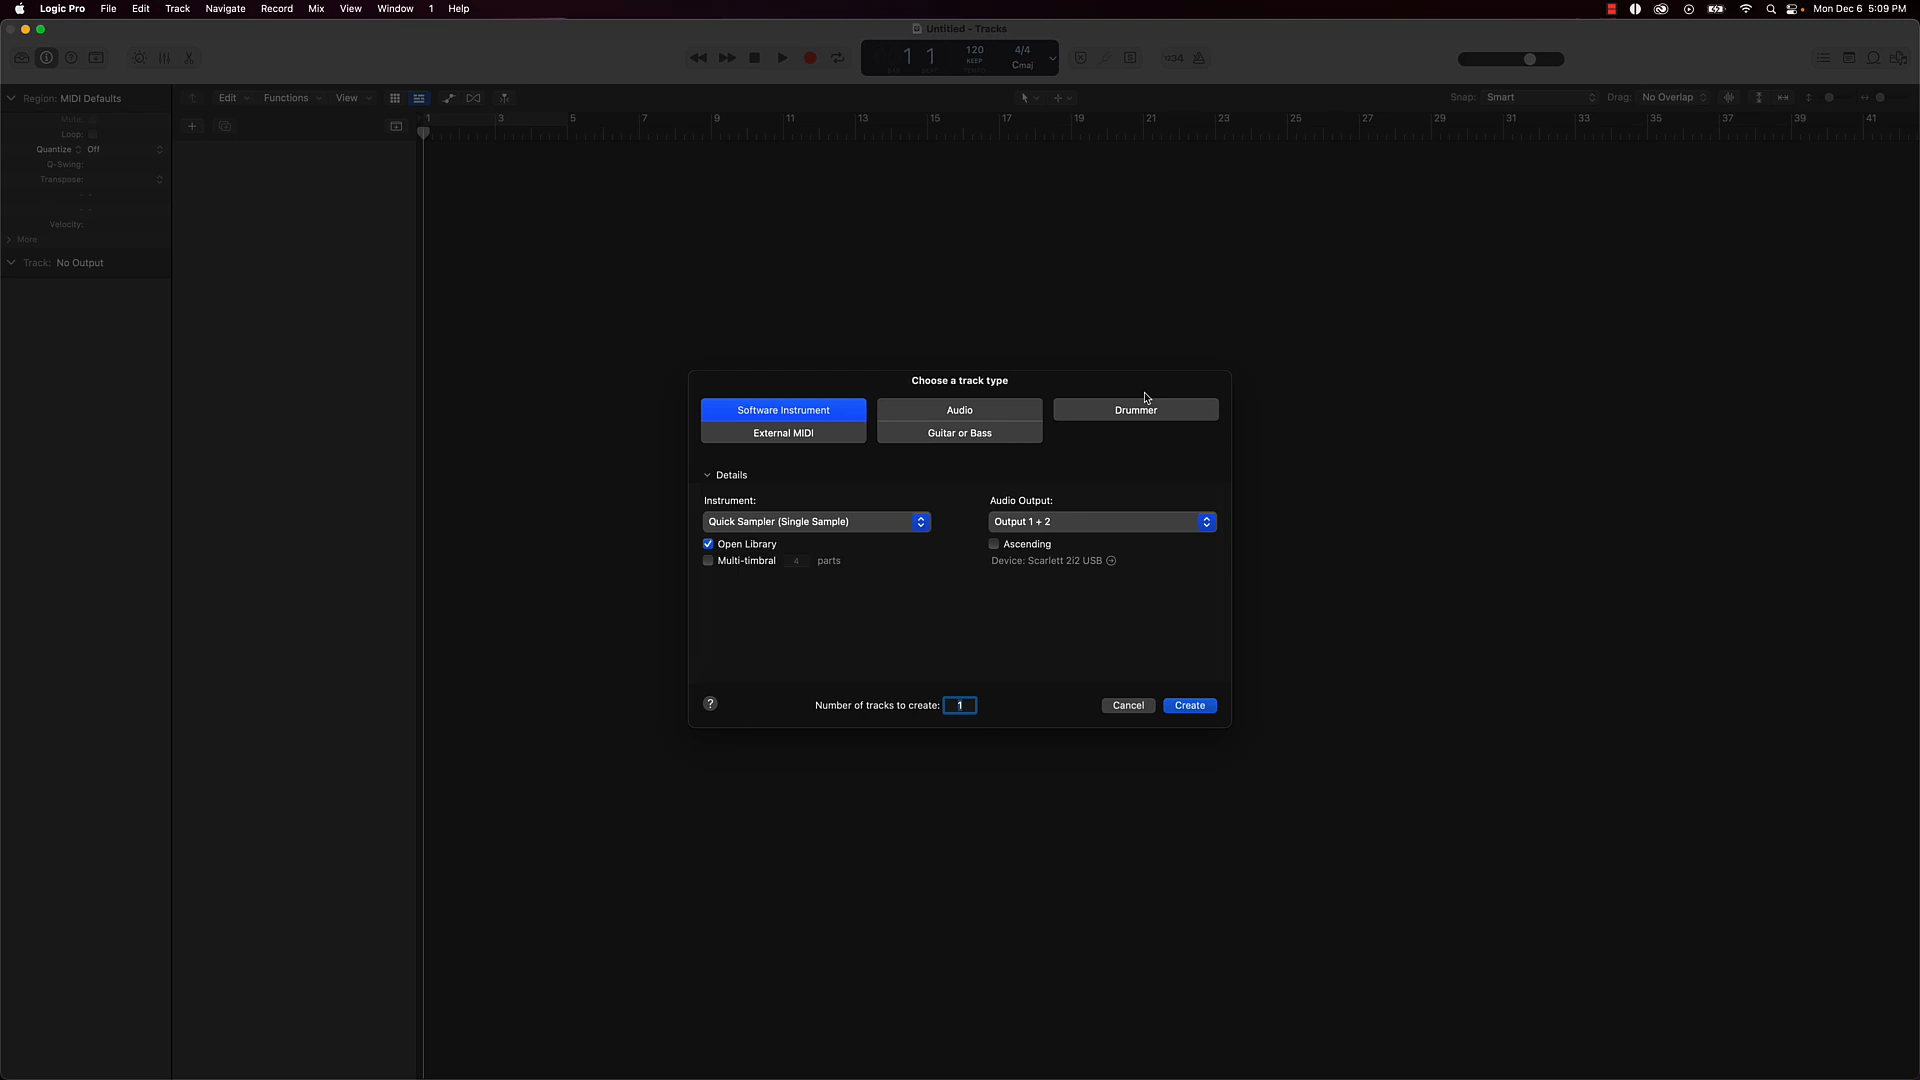 Logic Pro File Edit Track Navigate Record Mix View Window 1 Help Mon Dec 6 5:09 PM
Untitled - Tracks
1 1 120 4/4
KEEP Cmaj
1234
Region: MIDI Defaults Edit Functions View Snap: Smart Drag: No Overlap
1 3 5 7 9 11 13 15 17 19 21 23 25 27 29 31 33 35 37 39 41
Mute:
Loop:
Quantize Off
Q-Swing:
Transpose:
Velocity:
More
Track: No Output
Choose a track type
Software Instrument Audio Drummer
External MIDI Guitar or Bass
Details
Instrument: Audio Output:
Quick Sampler (Single Sample) Output 1 + 2
Open Library Ascending
Multi-timbral 4 parts Device: Scarlett 2i2 USB
? Number of tracks to create: 1 Cancel Create